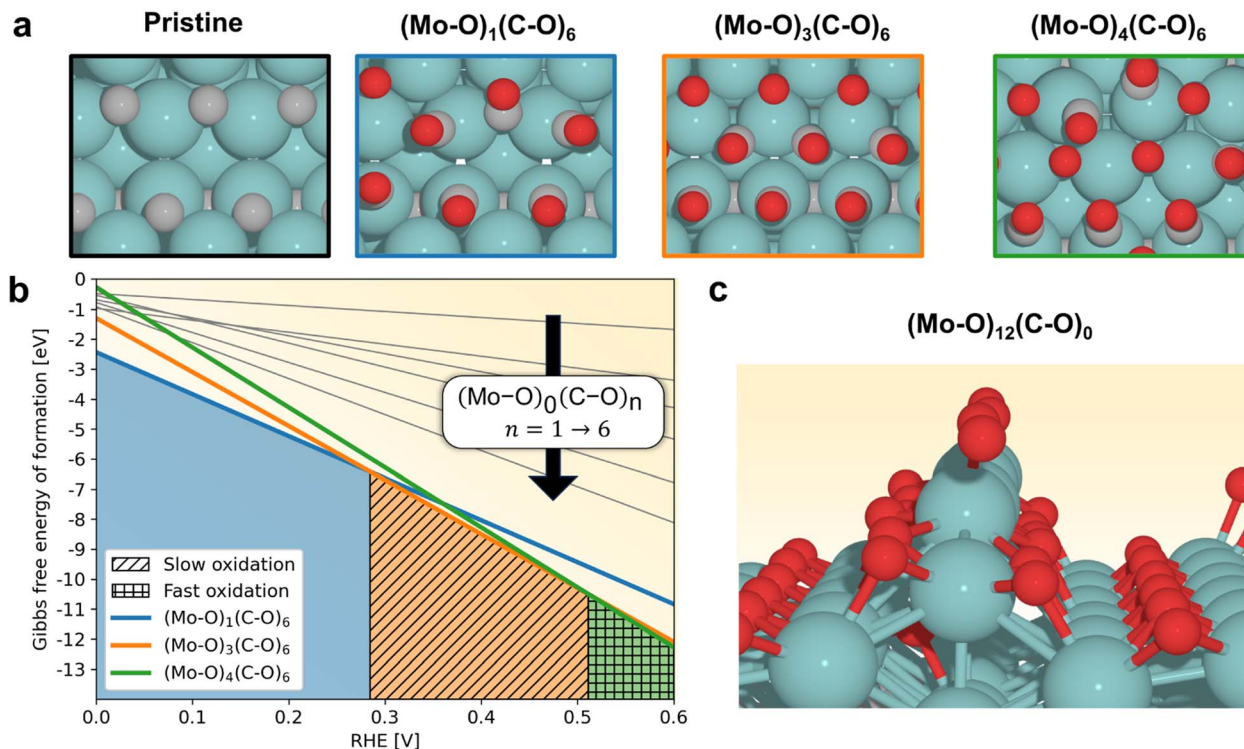 a
Pristine
(Mo-O)₁(C-O)₆
(Mo-O)₃(C-O)₆
(Mo-O)₄(C-O)₆
b
Gibbs free energy of formation [eV]
0
-1
-2
-3
-4
-5
-6
-7
-8
-9
-10
-11
-12
-13
(Mo−O)₀(C−O)ₙ
n = 1 → 6
Slow oxidation
Fast oxidation
(Mo-O)₁(C-O)₆
(Mo-O)₃(C-O)₆
(Mo-O)₄(C-O)₆
0.0 0.1 0.2 0.3 0.4 0.5 0.6
RHE [V]
c
(Mo-O)₁₂(C-O)₀